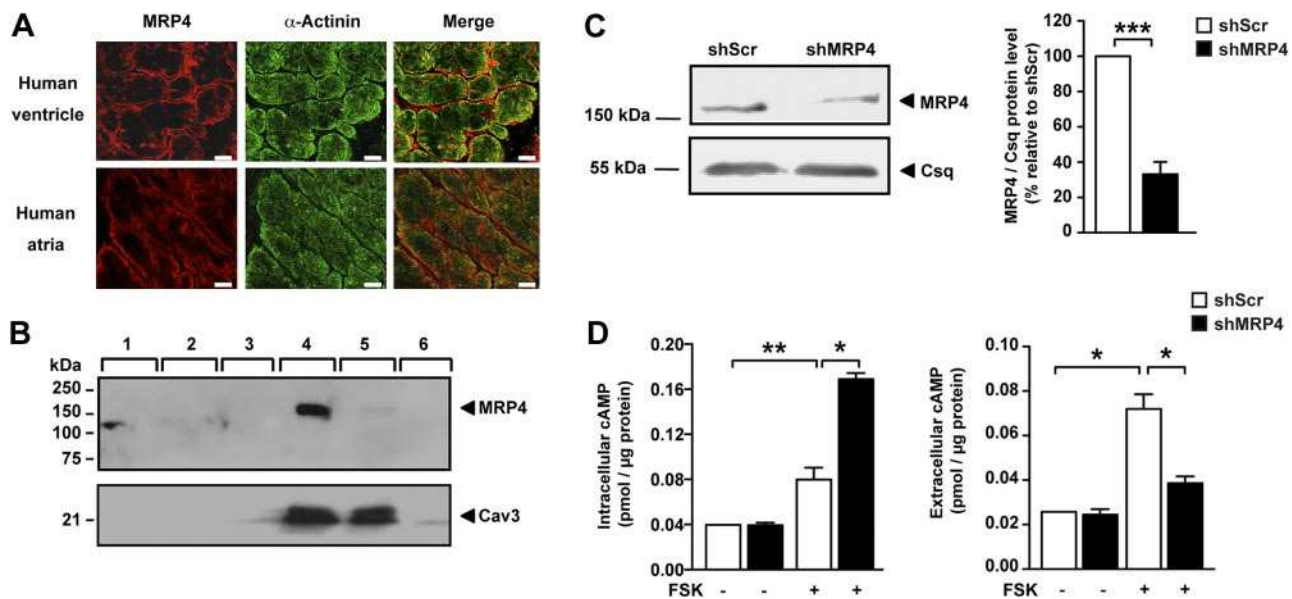 A
MRP4
α-Actinin
Merge
Human
ventricle
Human
atria
B
1 2 3 4 5 6
kDa
250
150
100
75
MRP4
21
Cav3
C
shScr shMRP4
150 kDa
MRP4
55 kDa
Csq
shScr
shMRP4
MRP4 / Csq protein level
(% relative to shScr)
120
100
80
60
40
20
0
***
D
shScr
shMRP4
Intracellular cAMP
(pmol / µg protein)
0.20
0.16
0.12
0.08
0.04
0.00
** *
FSK - - + +
Extracellular cAMP
(pmol / µg protein)
0.10
0.08
0.06
0.04
0.02
0.00
* *
FSK - - + +